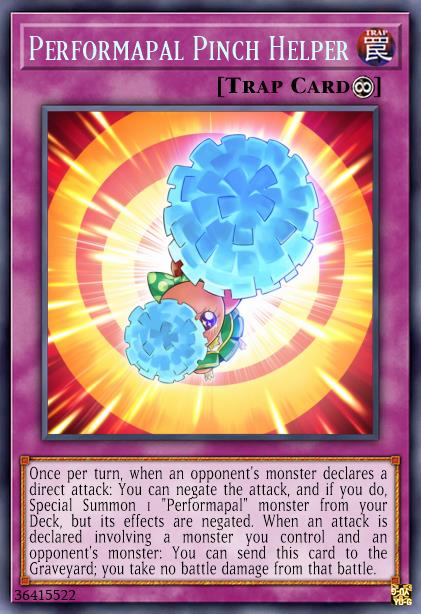 Performapal Pinch Helper
TRAP
罠
[Trap Card]
Once per turn, when an opponent's monster declares a
direct attack: You can negate the attack, and if you do,
Special Summon 1 "Performapal" monster from your
Deck, but its effects are negated. When an attack is
declared involving a monster you control and an
opponent's monster: You can send this card to the
Graveyard; you take no battle damage from that battle.
36415522